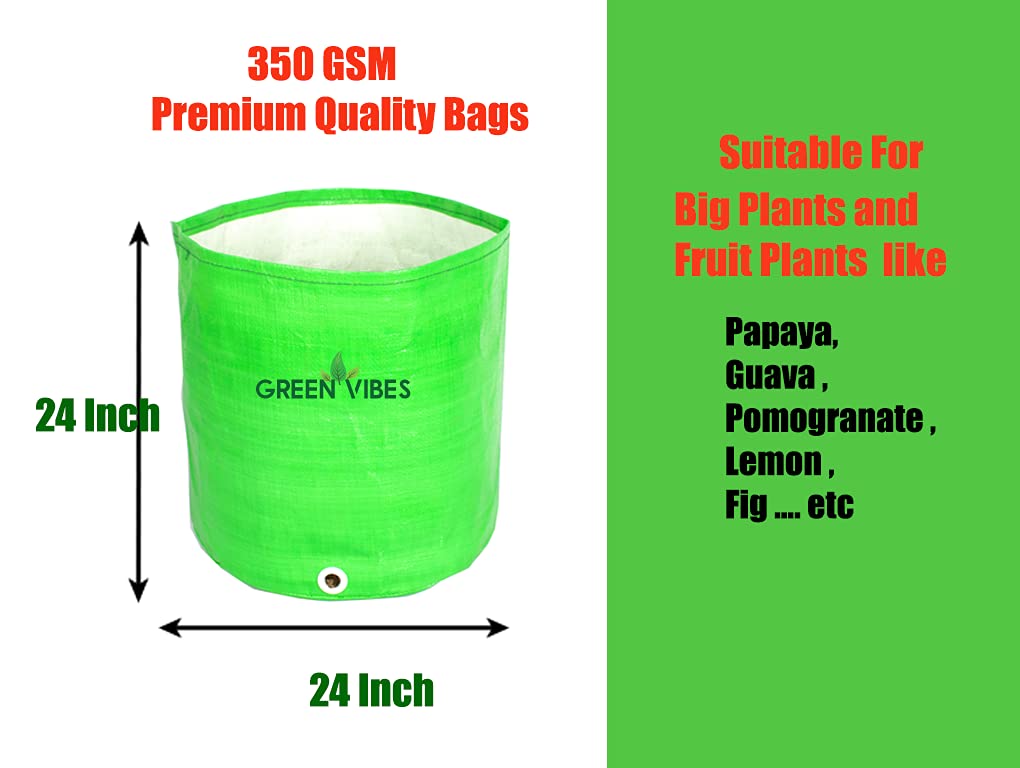 350 GSM
Premium Quality Bags
24 Inch
GREEN VIBES
24 Inch
Suitable For
Big Plants and
Fruit Plants like
Papaya,
Guava ,
Pomogranate ,
Lemon ,
Fig .... etc